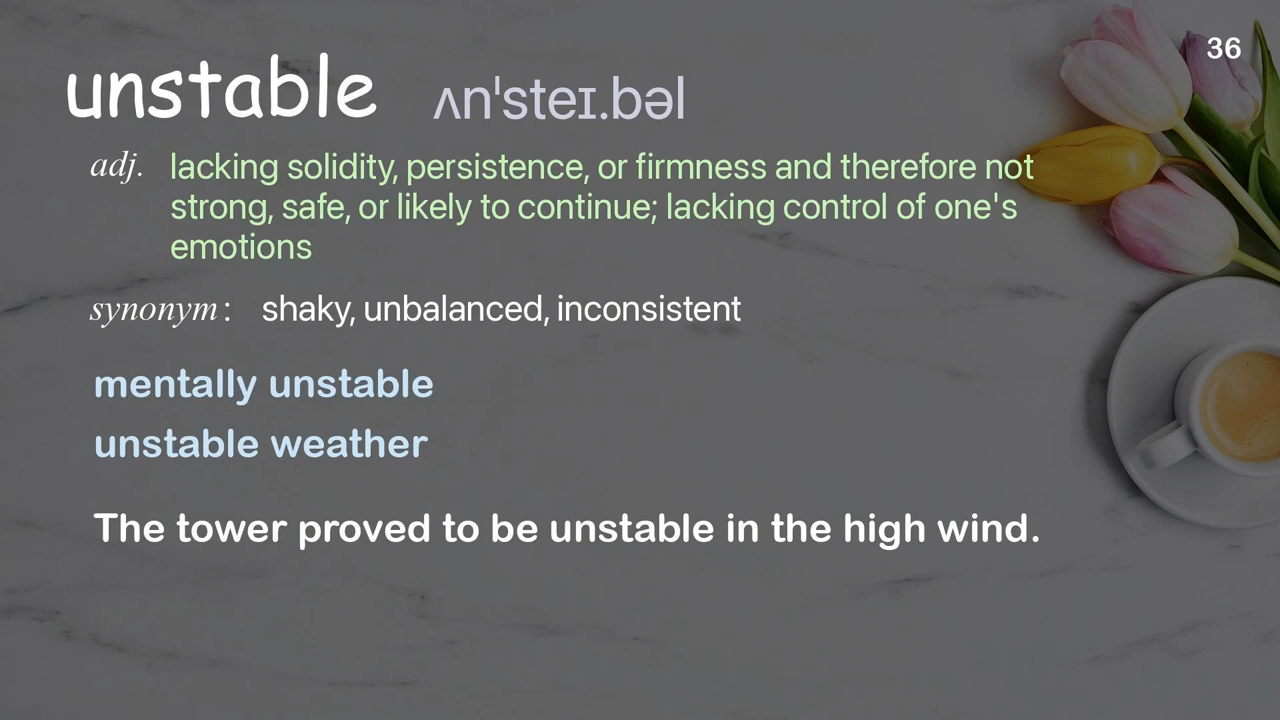 36
unstable ʌn'steɪ.bəl
adj. lacking solidity, persistence, or firmness and therefore not
strong, safe, or likely to continue; lacking control of one's
emotions
synonym: shaky, unbalanced, inconsistent
mentally unstable
unstable weather
The tower proved to be unstable in the high wind.